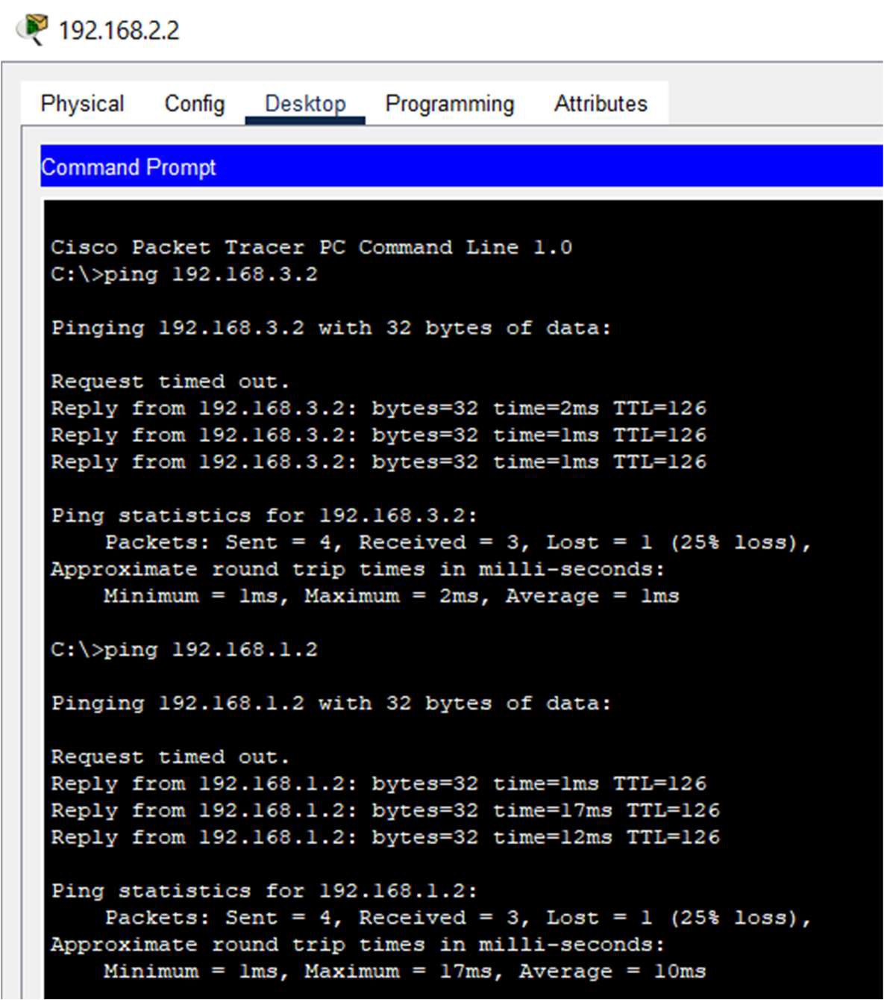 192.168.2.2
Physical Config Desktop Programming Attributes
Command Prompt
Cisco Packet Tracer PC Command Line 1.0
C:\>ping 192.168.3.2
Pinging 192.168.3.2 with 32 bytes of data:
Request timed out.
Reply from 192.168.3.2: bytes=32 time=2ms TTL=126
Reply from 192.168.3.2: bytes=32 time=1ms TTL=126
Reply from 192.168.3.2: bytes=32 time=1ms TTL=126
Ping statistics for 192.168.3.2:
    Packets: Sent = 4, Received = 3, Lost = 1 (25% loss),
Approximate round trip times in milli-seconds:
    Minimum = 1ms, Maximum = 2ms, Average = 1ms
C:\>ping 192.168.1.2
Pinging 192.168.1.2 with 32 bytes of data:
Request timed out.
Reply from 192.168.1.2: bytes=32 time=1ms TTL=126
Reply from 192.168.1.2: bytes=32 time=17ms TTL=126
Reply from 192.168.1.2: bytes=32 time=12ms TTL=126
Ping statistics for 192.168.1.2:
    Packets: Sent = 4, Received = 3, Lost = 1 (25% loss),
Approximate round trip times in milli-seconds:
    Minimum = 1ms, Maximum = 17ms, Average = 10ms